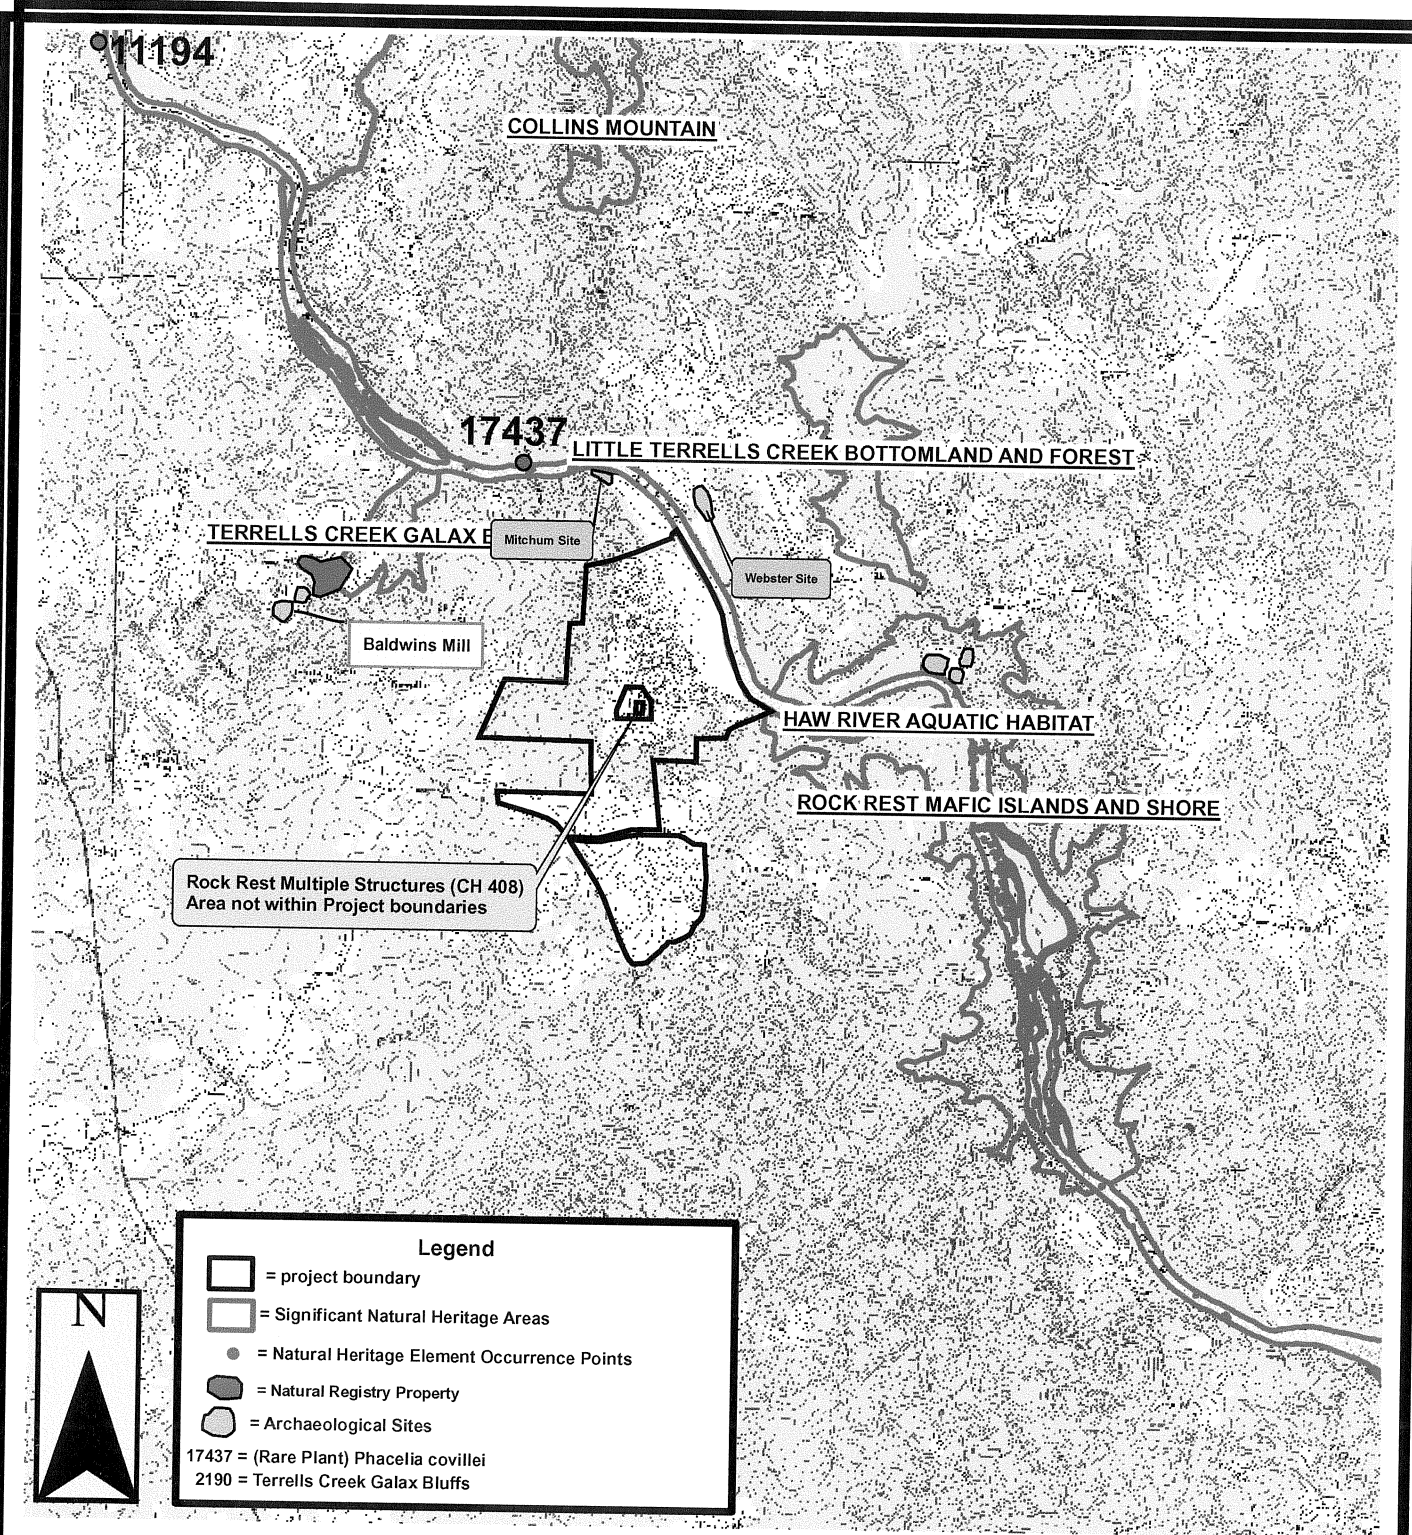 11194
COLLINS MOUNTAIN
17437
LITTLE TERRELLS CREEK BOTTOMLAND AND FOREST
TERRELLS CREEK GALAX
Mitchum Site
Webster Site
Baldwins Mill
HAW RIVER AQUATIC HABITAT
ROCK REST MAFIC ISLANDS AND SHORE
Rock Rest Multiple Structures (CH 408)
Area not within Project boundaries
Legend
= project boundary
= Significant Natural Heritage Areas
= Natural Heritage Element Occurrence Points
= Natural Registry Property
= Archaeological Sites
17437 = (Rare Plant) Phacelia covillei
2190 = Terrells Creek Galax Bluffs
N